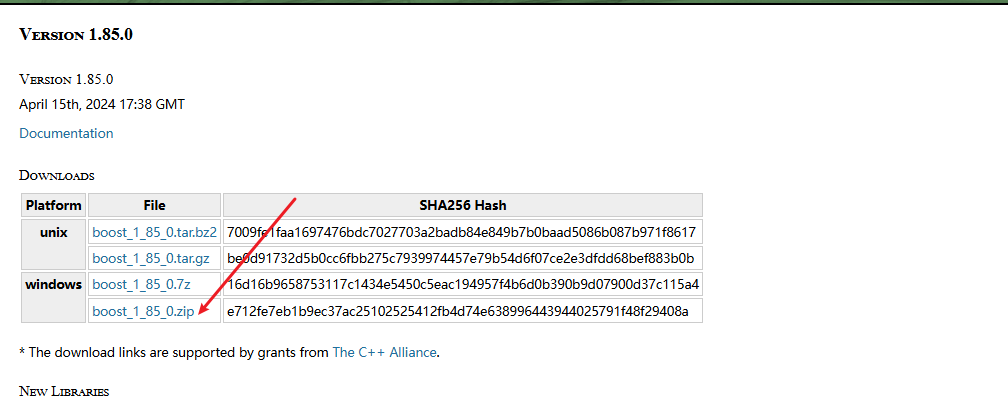 Version 1.85.0
Version 1.85.0
April 15th, 2024 17:38 GMT
Documentation
Downloads
Platform File SHA256 Hash
unix boost_1_85_0.tar.bz2 7009fe1faa1697476bdc7027703a2badb84e849b7b0baad5086b087b971f8617
boost_1_85_0.tar.gz be0d91732d5b0cc6fbb275c7939974457e79b54d6f07ce2e3dfdd68bef883b0b
windows boost_1_85_0.7z 16d16b9658753117c1434e5450c5eac194957f4b6d0b390b9d07900d37c115a4
boost_1_85_0.zip e712fe7eb1b9ec37ac25102525412fb4d74e638996443944025791f48f29408a
* The download links are supported by grants from The C++ Alliance.
New Libraries